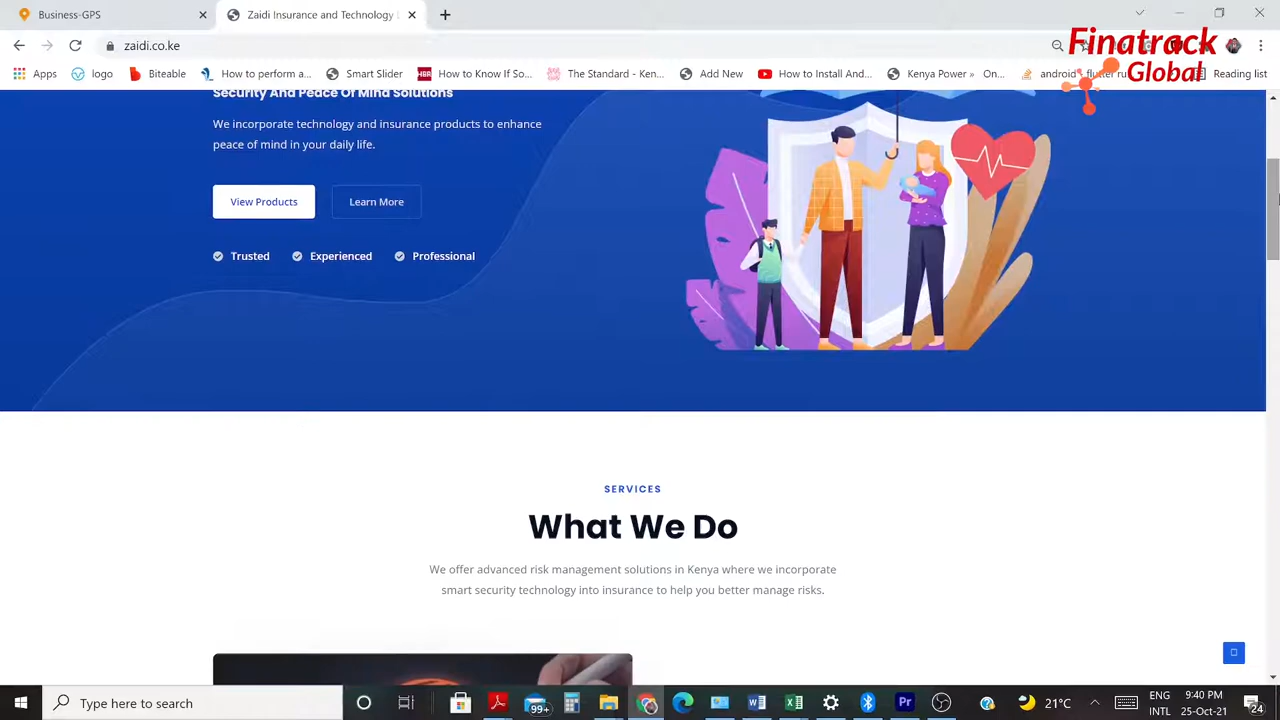 Business-GPS
Zaidi Insurance and Technology
zaidi.co.ke
Finatrack
Global
Apps
logo
Biteable
How to perform a...
Smart Slider
How to Know If So...
The Standard - Ken...
Add New
How to Install And...
Kenya Power » On...
android - flutter ru
Reading list
Security And Peace Of Mind Solutions
We incorporate technology and insurance products to enhance
peace of mind in your daily life.
View Products
Learn More
Trusted
Experienced
Professional
SERVICES
What We Do
We offer advanced risk management solutions in Kenya where we incorporate
smart security technology into insurance to help you better manage risks.
Type here to search
99+
21°C
ENG
INTL
9:40 PM
25-Oct-21
24